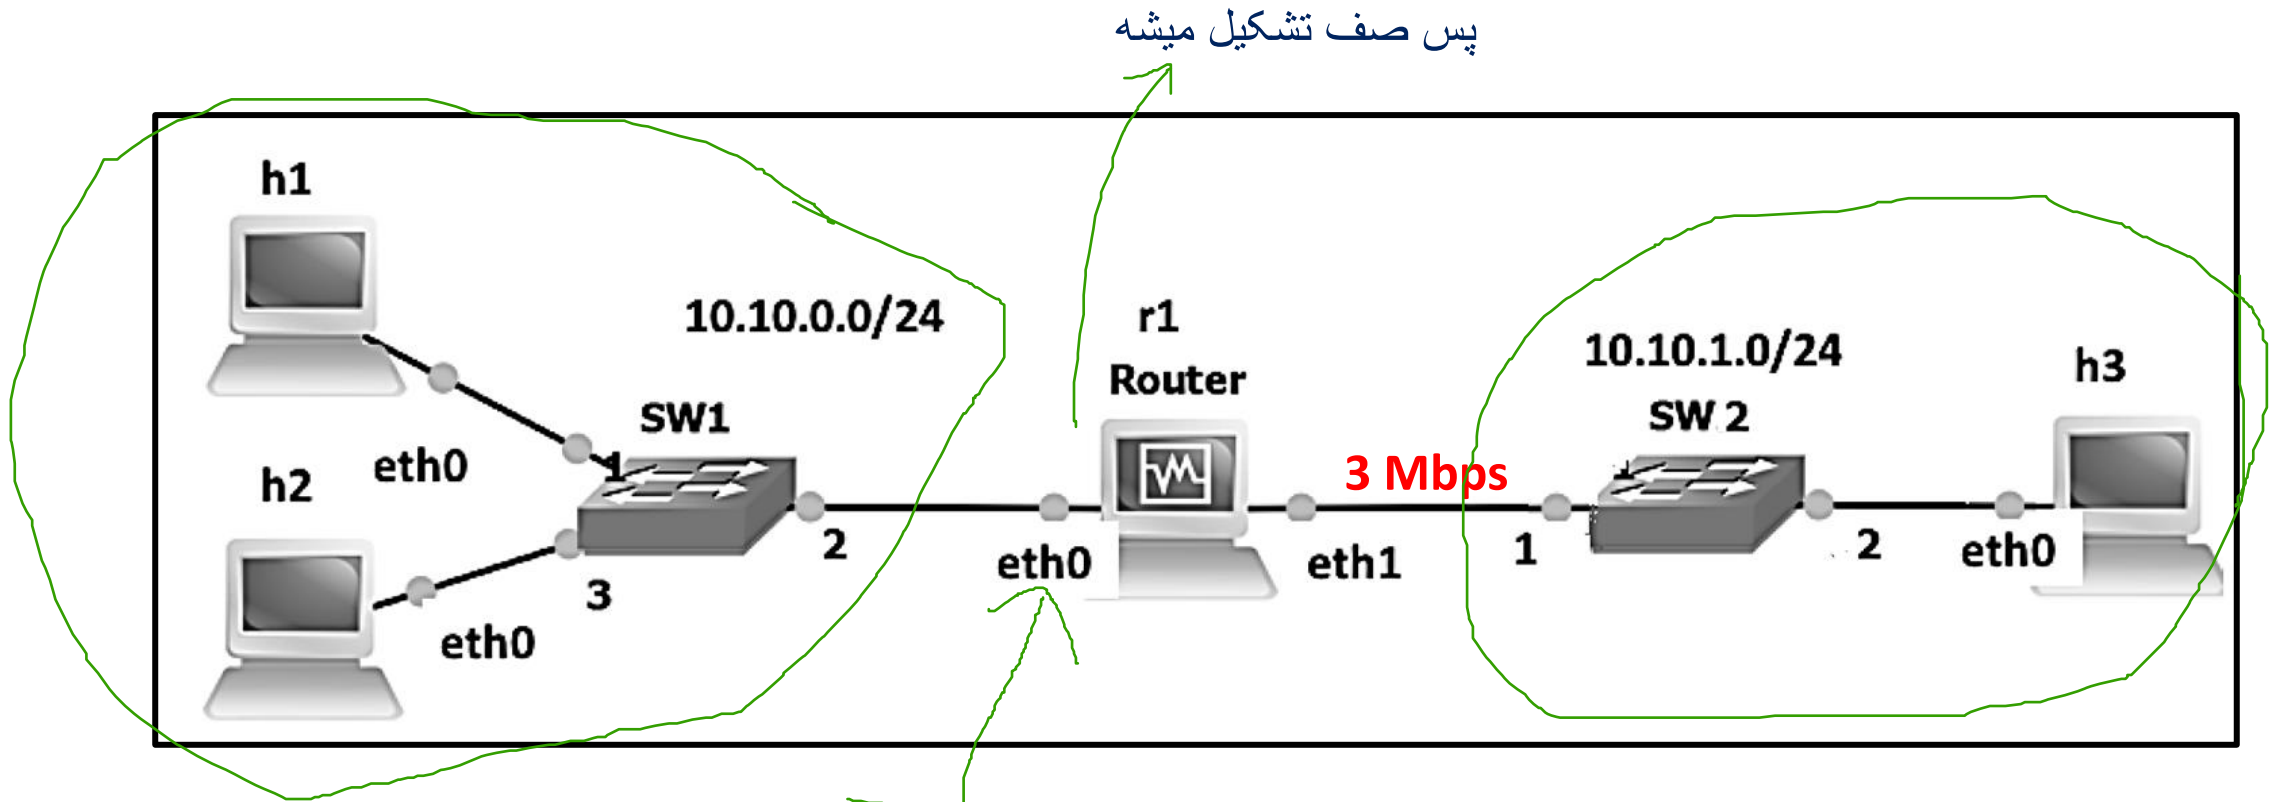 پس صف تشکیل میشه
h1
10.10.0.0/24
r1
Router
10.10.1.0/24
h3
SW1
SW 2
eth0
1
3 Mbps
h2
2
eth0
eth1
1
2
eth0
3
eth0